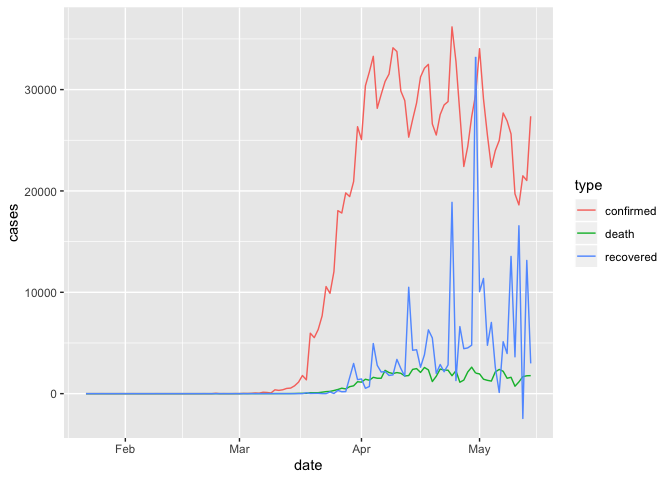 30000
20000
10000
0
cases
Feb Mar Apr May
date
type
confirmed
death
recovered